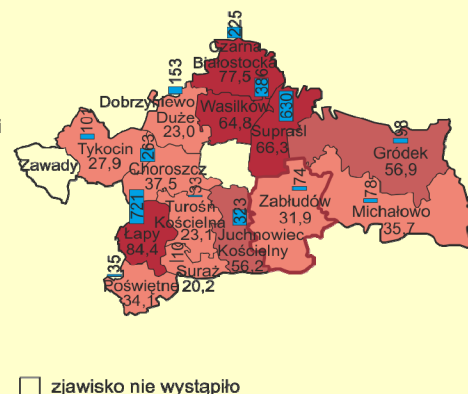 225
Czarna
Białostocka
77,5
153
Dobrzyniewo
Duże
23,0
386
Wasilków
64,8
630
Supraśl
66,3
98
Gródek
56,9
Tykocin
27,9
263
Choroszcz
37,5
Zawady
74
Zabłudów
31,9
78
Michałowo
35,7
33
Turośń
Kościelna
23,1
323
Juchnowiec
Kościelny
56,2
721
Łapy
84,4
10
Suraż
20,2
35
Poświętne
34,1
zjawisko nie wystąpiło